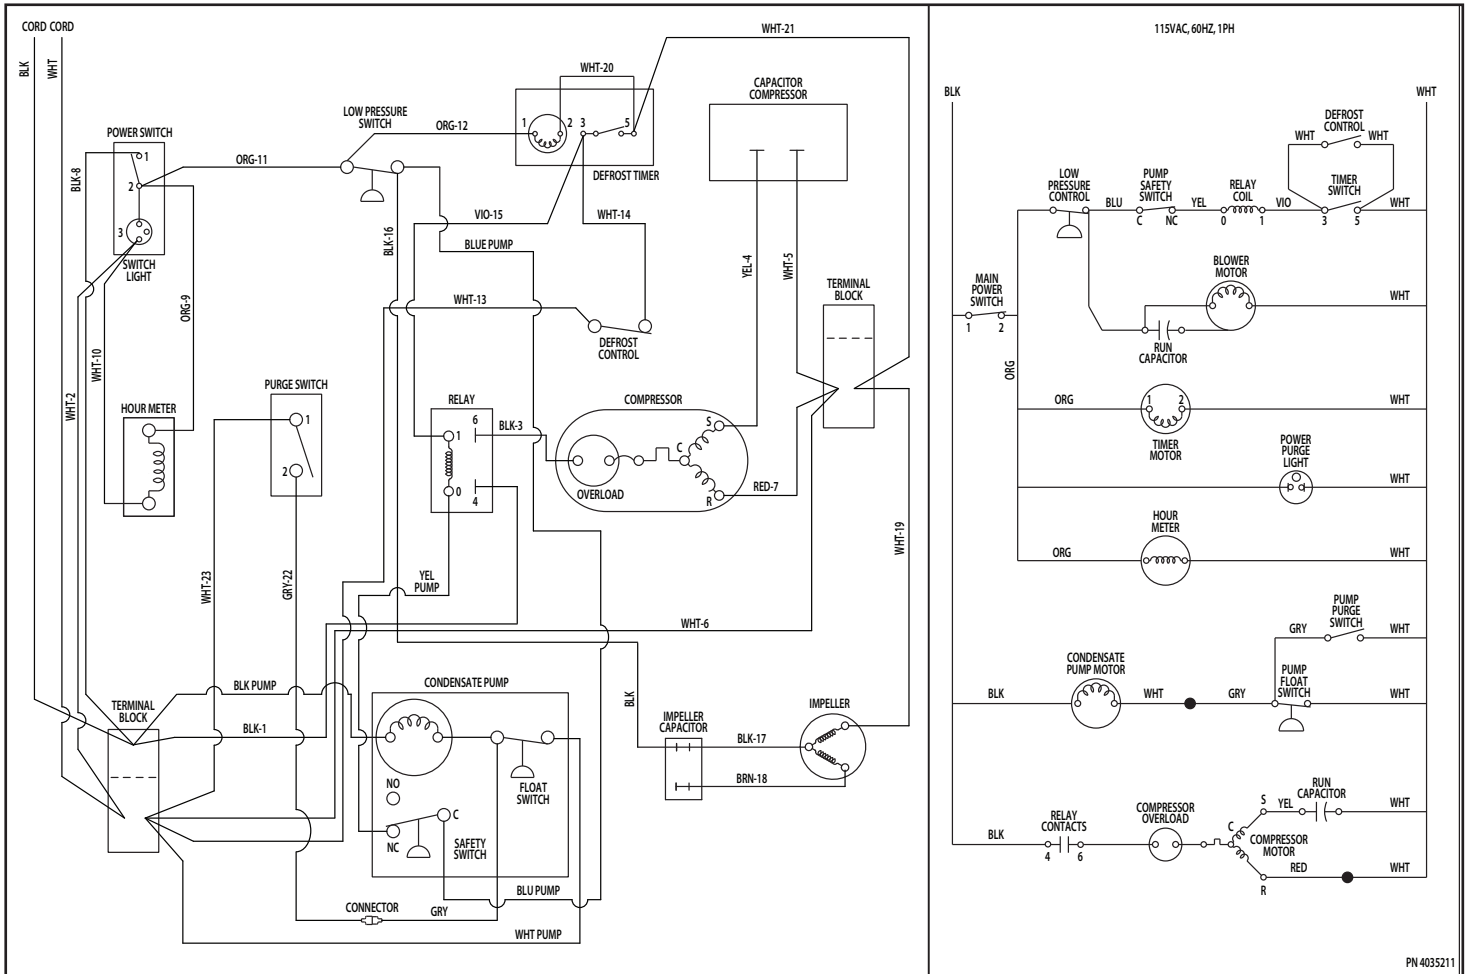 CORD CORD
BLK
WHT
POWER SWITCH
1
2
3
SWITCH
LIGHT
BLK-8
ORG-11
ORG-9
WHT-10
WHT-2
HOUR METER
LOW PRESSURE
SWITCH
ORG-12
WHT-20
1 2 3 5
DEFROST TIMER
WHT-21
CAPACITOR
COMPRESSOR
VIO-15
WHT-14
BLK-16
BLUE PUMP
YEL-4
WHT-5
WHT-13
DEFROST
CONTROL
TERMINAL
BLOCK
PURGE SWITCH
1
2
RELAY
6
1
0
4
BLK-3
COMPRESSOR
S
C
R
OVERLOAD
RED-7
WHT-19
WHT-23
GRY-22
YEL
PUMP
WHT-6
BLK PUMP
CONDENSATE PUMP
BLK
TERMINAL
BLOCK
BLK-1
IMPELLER
CAPACITOR
IMPELLER
BLK-17
BRN-18
FLOAT
SWITCH
NO
C
NC
SAFETY
SWITCH
BLU PUMP
CONNECTOR
GRY
WHT PUMP
115VAC, 60HZ, 1PH
BLK
WHT
DEFROST
CONTROL
WHT WHT
LOW
PRESSURE
CONTROL
BLU
PUMP
SAFETY
SWITCH
C NC
YEL
RELAY
COIL
0 1
VIO
TIMER
SWITCH
3 5
WHT
MAIN
POWER
SWITCH
1 2
BLOWER
MOTOR
WHT
RUN
CAPACITOR
ORG
ORG
1 2
TIMER
MOTOR
WHT
POWER
PURGE
LIGHT
WHT
HOUR
METER
ORG
WHT
PUMP
PURGE
SWITCH
GRY
WHT
CONDENSATE
PUMP MOTOR
BLK
WHT
GRY
PUMP
FLOAT
SWITCH
WHT
BLK
RELAY
CONTACTS
4 6
COMPRESSOR
OVERLOAD
S
C
R
YEL
RUN
CAPACITOR
WHT
COMPRESSOR
MOTOR
RED
WHT
PN 4035211